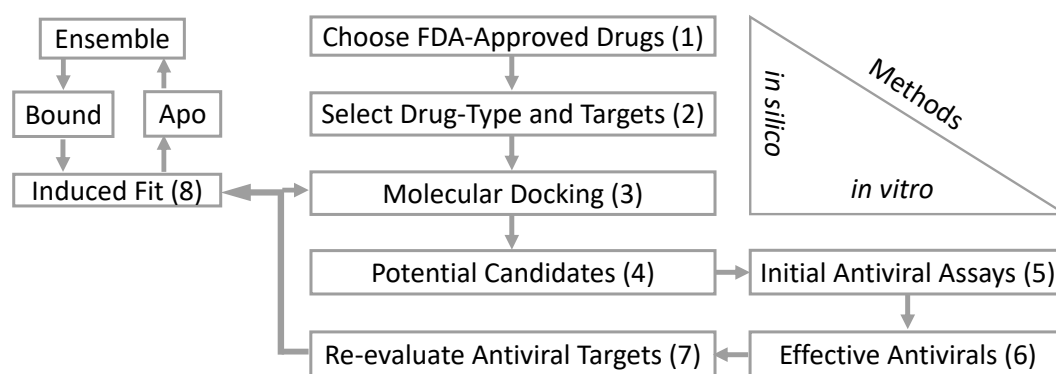 Ensemble
Bound
Apo
Induced Fit (8)
Choose FDA-Approved Drugs (1)
Select Drug-Type and Targets (2)
Molecular Docking (3)
Potential Candidates (4)
Initial Antiviral Assays (5)
Effective Antivirals (6)
Re-evaluate Antiviral Targets (7)
Methods
in silico
in vitro